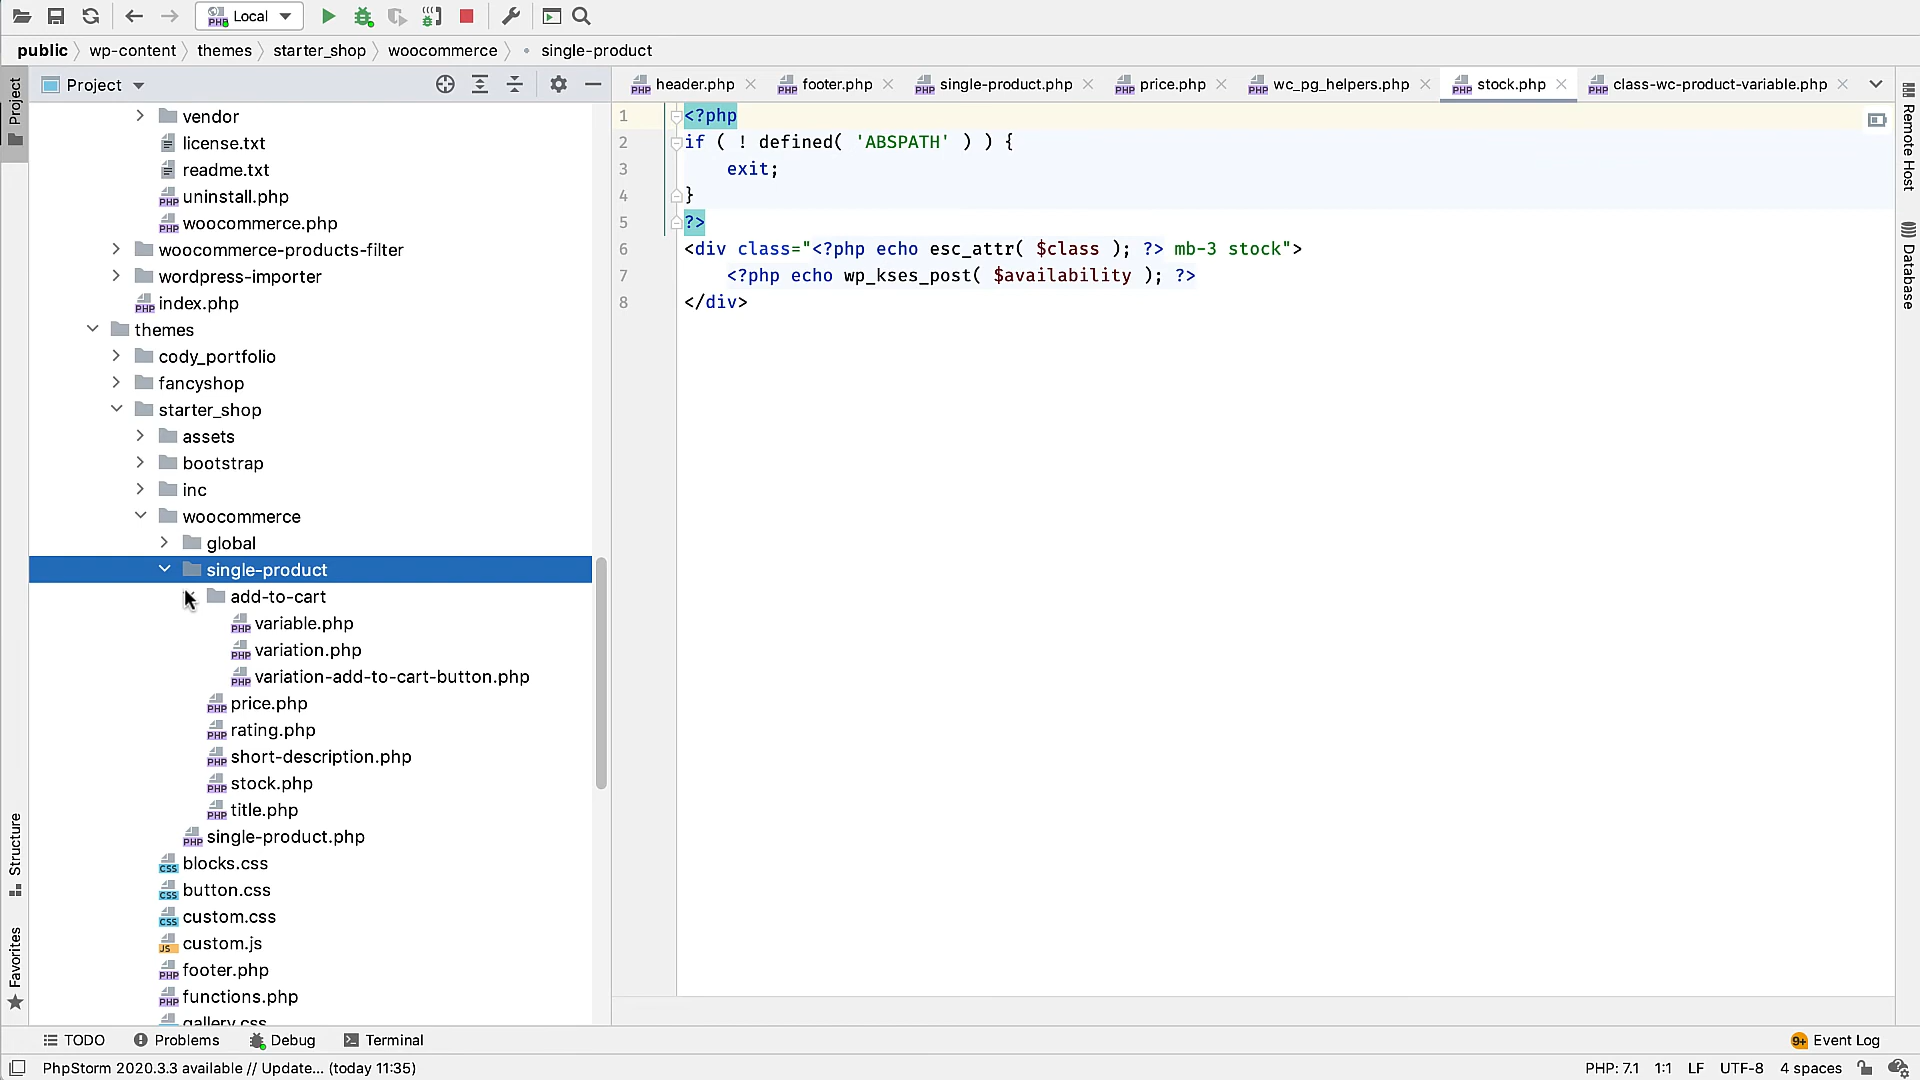 Local
public wp-content themes starter_shop woocommerce single-product
Project
Project
header.php
footer.php
single-product.php
price.php
wc_pg_helpers.php
stock.php
class-wc-product-variable.php
vendor
license.txt
readme.txt
uninstall.php
woocommerce.php
woocommerce-products-filter
wordpress-importer
index.php
themes
cody_portfolio
fancyshop
starter_shop
assets
bootstrap
inc
woocommerce
global
single-product
add-to-cart
variable.php
variation.php
variation-add-to-cart-button.php
price.php
rating.php
short-description.php
stock.php
title.php
single-product.php
blocks.css
button.css
custom.css
custom.js
footer.php
functions.php
gallery.css
1 <?php
2 if ( ! defined( 'ABSPATH' ) ) {
3 exit;
4 }
5 ?>
6 <div class="<?php echo esc_attr( $class ); ?> mb-3 stock">
7 <?php echo wp_kses_post( $availability ); ?>
8 </div>
Remote Host
Database
Structure
Favorites
TODO
Problems
Debug
Terminal
9+ Event Log
PhpStorm 2020.3.3 available // Update... (today 11:35)
PHP: 7.1 1:1 LF UTF-8 4 spaces